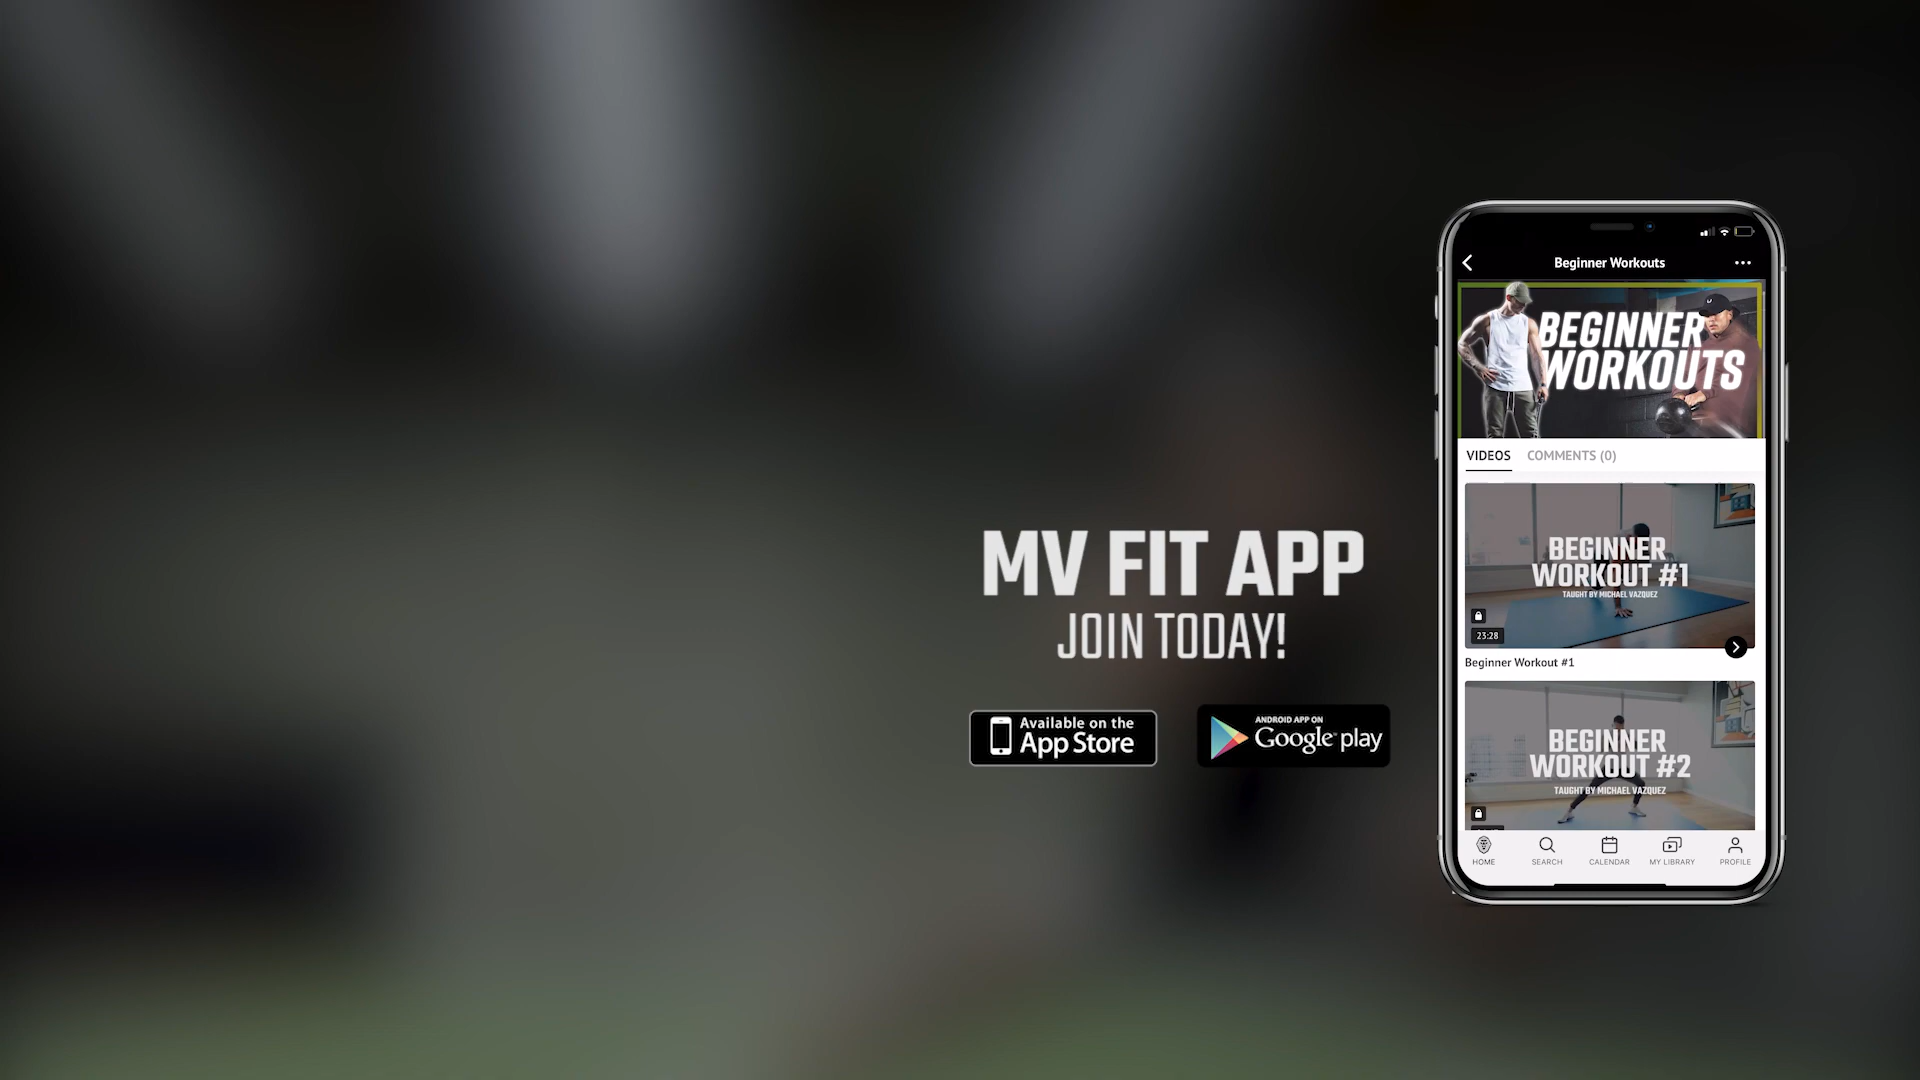 MV FIT APP
JOIN TODAY!
Available on the
App Store
ANDROID APP ON
Google play
Beginner Workouts
BEGINNER
WORKOUTS
VIDEOS COMMENTS (0)
BEGINNER
WORKOUT #1
TAUGHT BY MICHAEL VAZQUEZ
23:28
Beginner Workout #1
BEGINNER
WORKOUT #2
TAUGHT BY MICHAEL VAZQUEZ
HOME SEARCH CALENDAR MY LIBRARY PROFILE